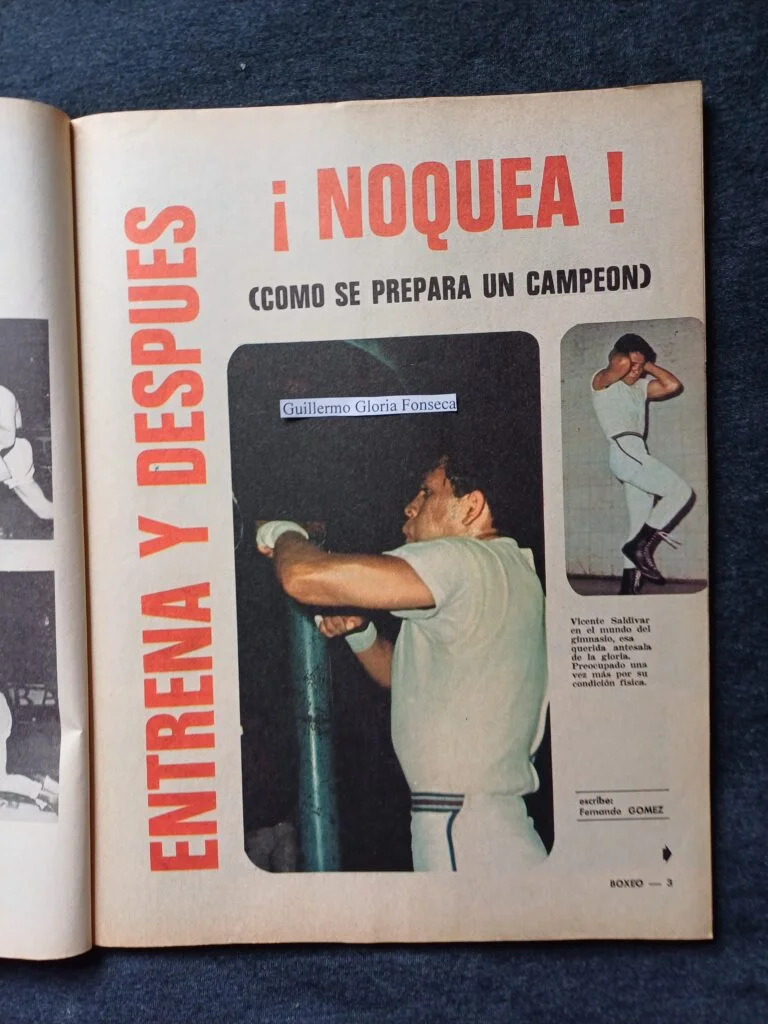 ¡ NOQUEA !
(COMO SE PREPARA UN CAMPEON)
ENTRENA Y DESPUES
Guillermo Gloria Fonseca
Vicente Saldívar
en el mundo del
gimnasio, esa
querida antesala
de la gloria.
Preocupado una
vez más por su
condición física.
escribe:
Fernando GOMEZ
BOXEO — 3